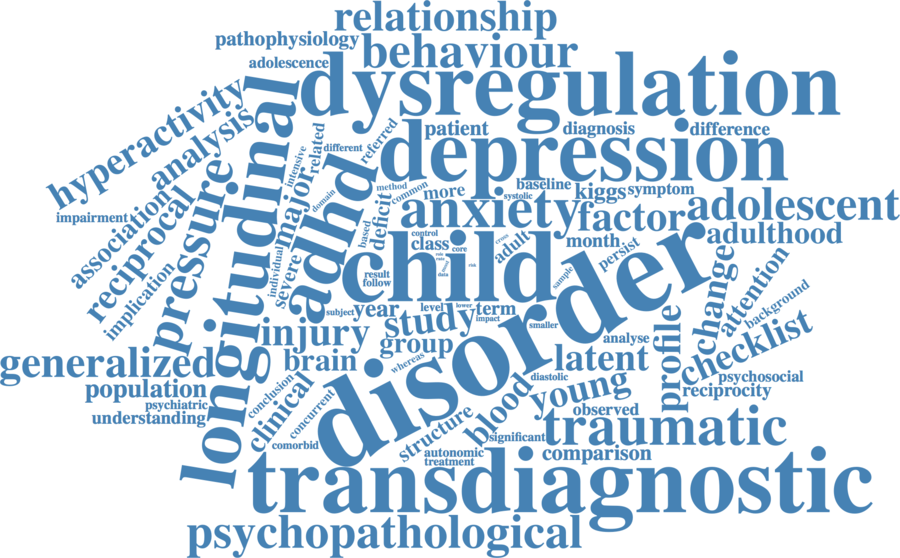 relationship
pathophysiology
behaviour
adolescence
dysregulation
hyperactivity
analysis
longitudinal
patient
diagnosis
difference
depression
referred
different
related
intensive
adhd
major
domain
method
common
more
baseline
systolic
kiggs
symptom
adolescent
anxiety
factor
adulthood
deficit
based
control
class
core
cross
adult
month
persist
association
impairment
reciprocal
pressure
implication
individual
severe
child
data
risk
result
follow
sample
disorder
change
attention
background
subject
year
level
lower
term
impact
study
smaller
injury
group
analyse
profile
checklist
generalized
brain
whereas
latent
diastolic
young
psychosocial
reciprocity
population
psychiatric
understanding
conclusion
clinical
concurrent
comorbid
structure
blood
observed
significant
traumatic
autonomic
treatment
comparison
transdiagnostic
psychopathological